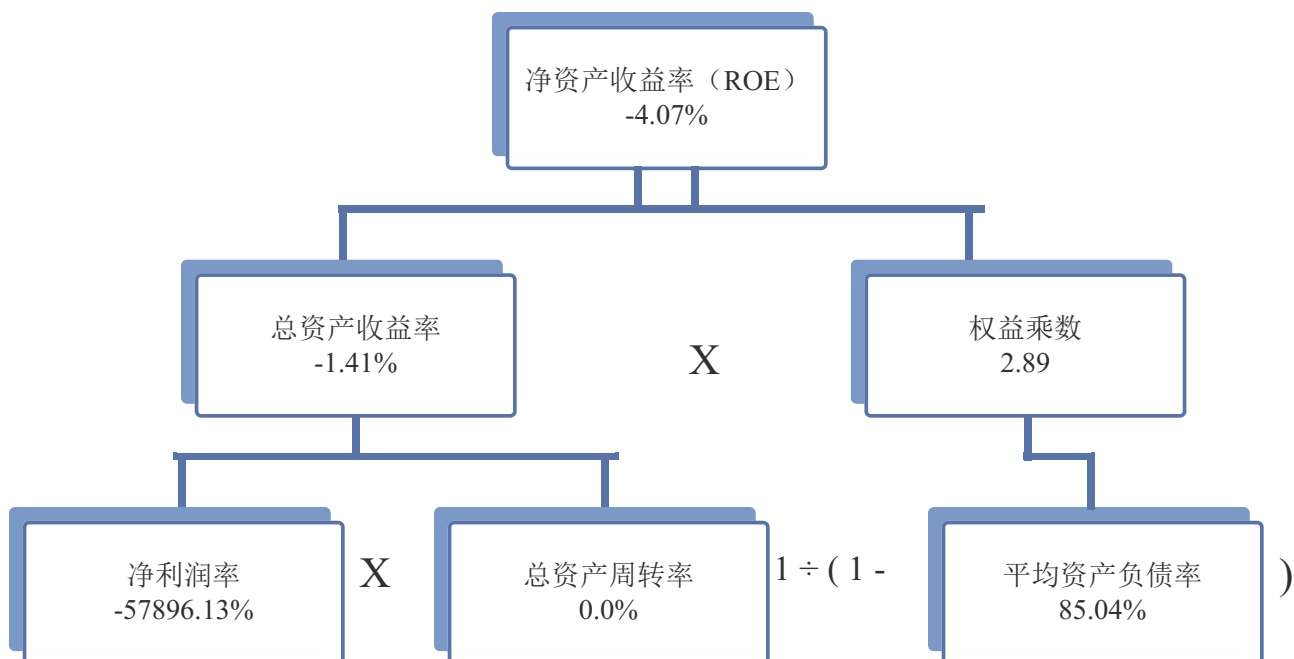 净资产收益率（ROE）
-4.07%
总资产收益率
-1.41%
X
权益乘数
2.89
净利润率
-57896.13%
X
总资产周转率
0.0%
1 ÷ ( 1 -
平均资产负债率
85.04%
)